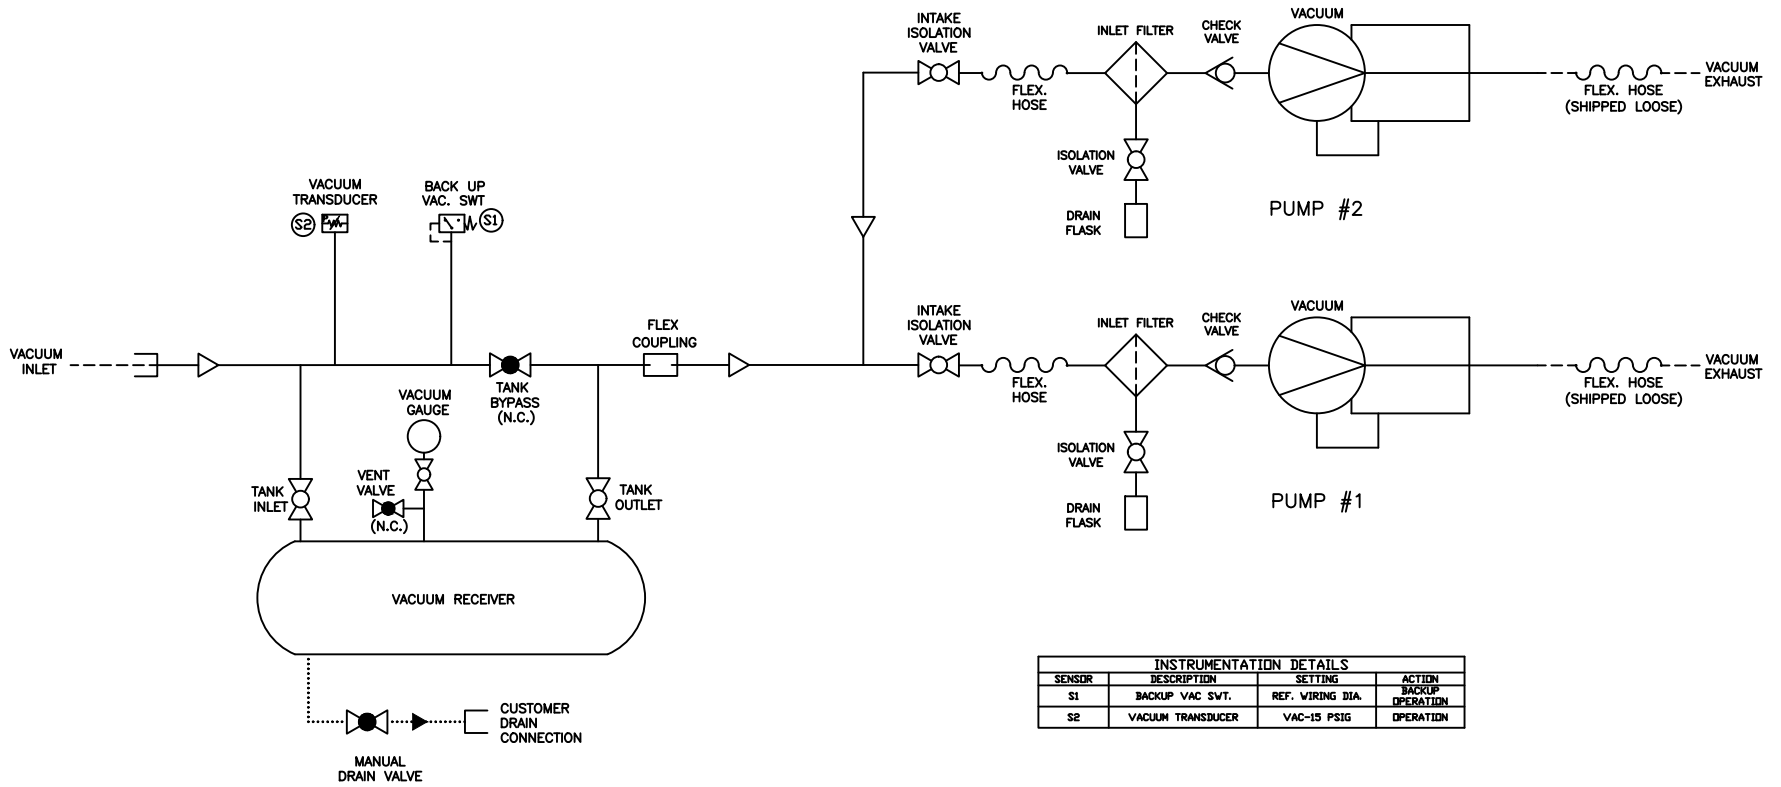 INTAKE
ISOLATION
VALVE
FLEX.
HOSE
INLET FILTER
CHECK
VALVE
VACUUM
VACUUM
EXHAUST
FLEX. HOSE
(SHIPPED LOOSE)
ISOLATION
VALVE
DRAIN
FLASK
PUMP #2
VACUUM
TRANSDUCER
S2
P
BACK UP
VAC. SWT
S1
VACUUM
INLET
FLEX
COUPLING
TANK
BYPASS
(N.C.)
VACUUM
GAUGE
VENT
VALVE
(N.C.)
TANK
INLET
TANK
OUTLET
VACUUM RECEIVER
CUSTOMER
DRAIN
CONNECTION
MANUAL
DRAIN VALVE
INTAKE
ISOLATION
VALVE
FLEX.
HOSE
INLET FILTER
CHECK
VALVE
VACUUM
VACUUM
EXHAUST
FLEX. HOSE
(SHIPPED LOOSE)
ISOLATION
VALVE
DRAIN
FLASK
PUMP #1
INSTRUMENTATION DETAILS
SENSOR DESCRIPTION SETTING ACTION
S1 BACKUP VAC SWT. REF. WIRING DIA. BACKUP
OPERATION
S2 VACUUM TRANSDUCER VAC-15 PSIG OPERATION